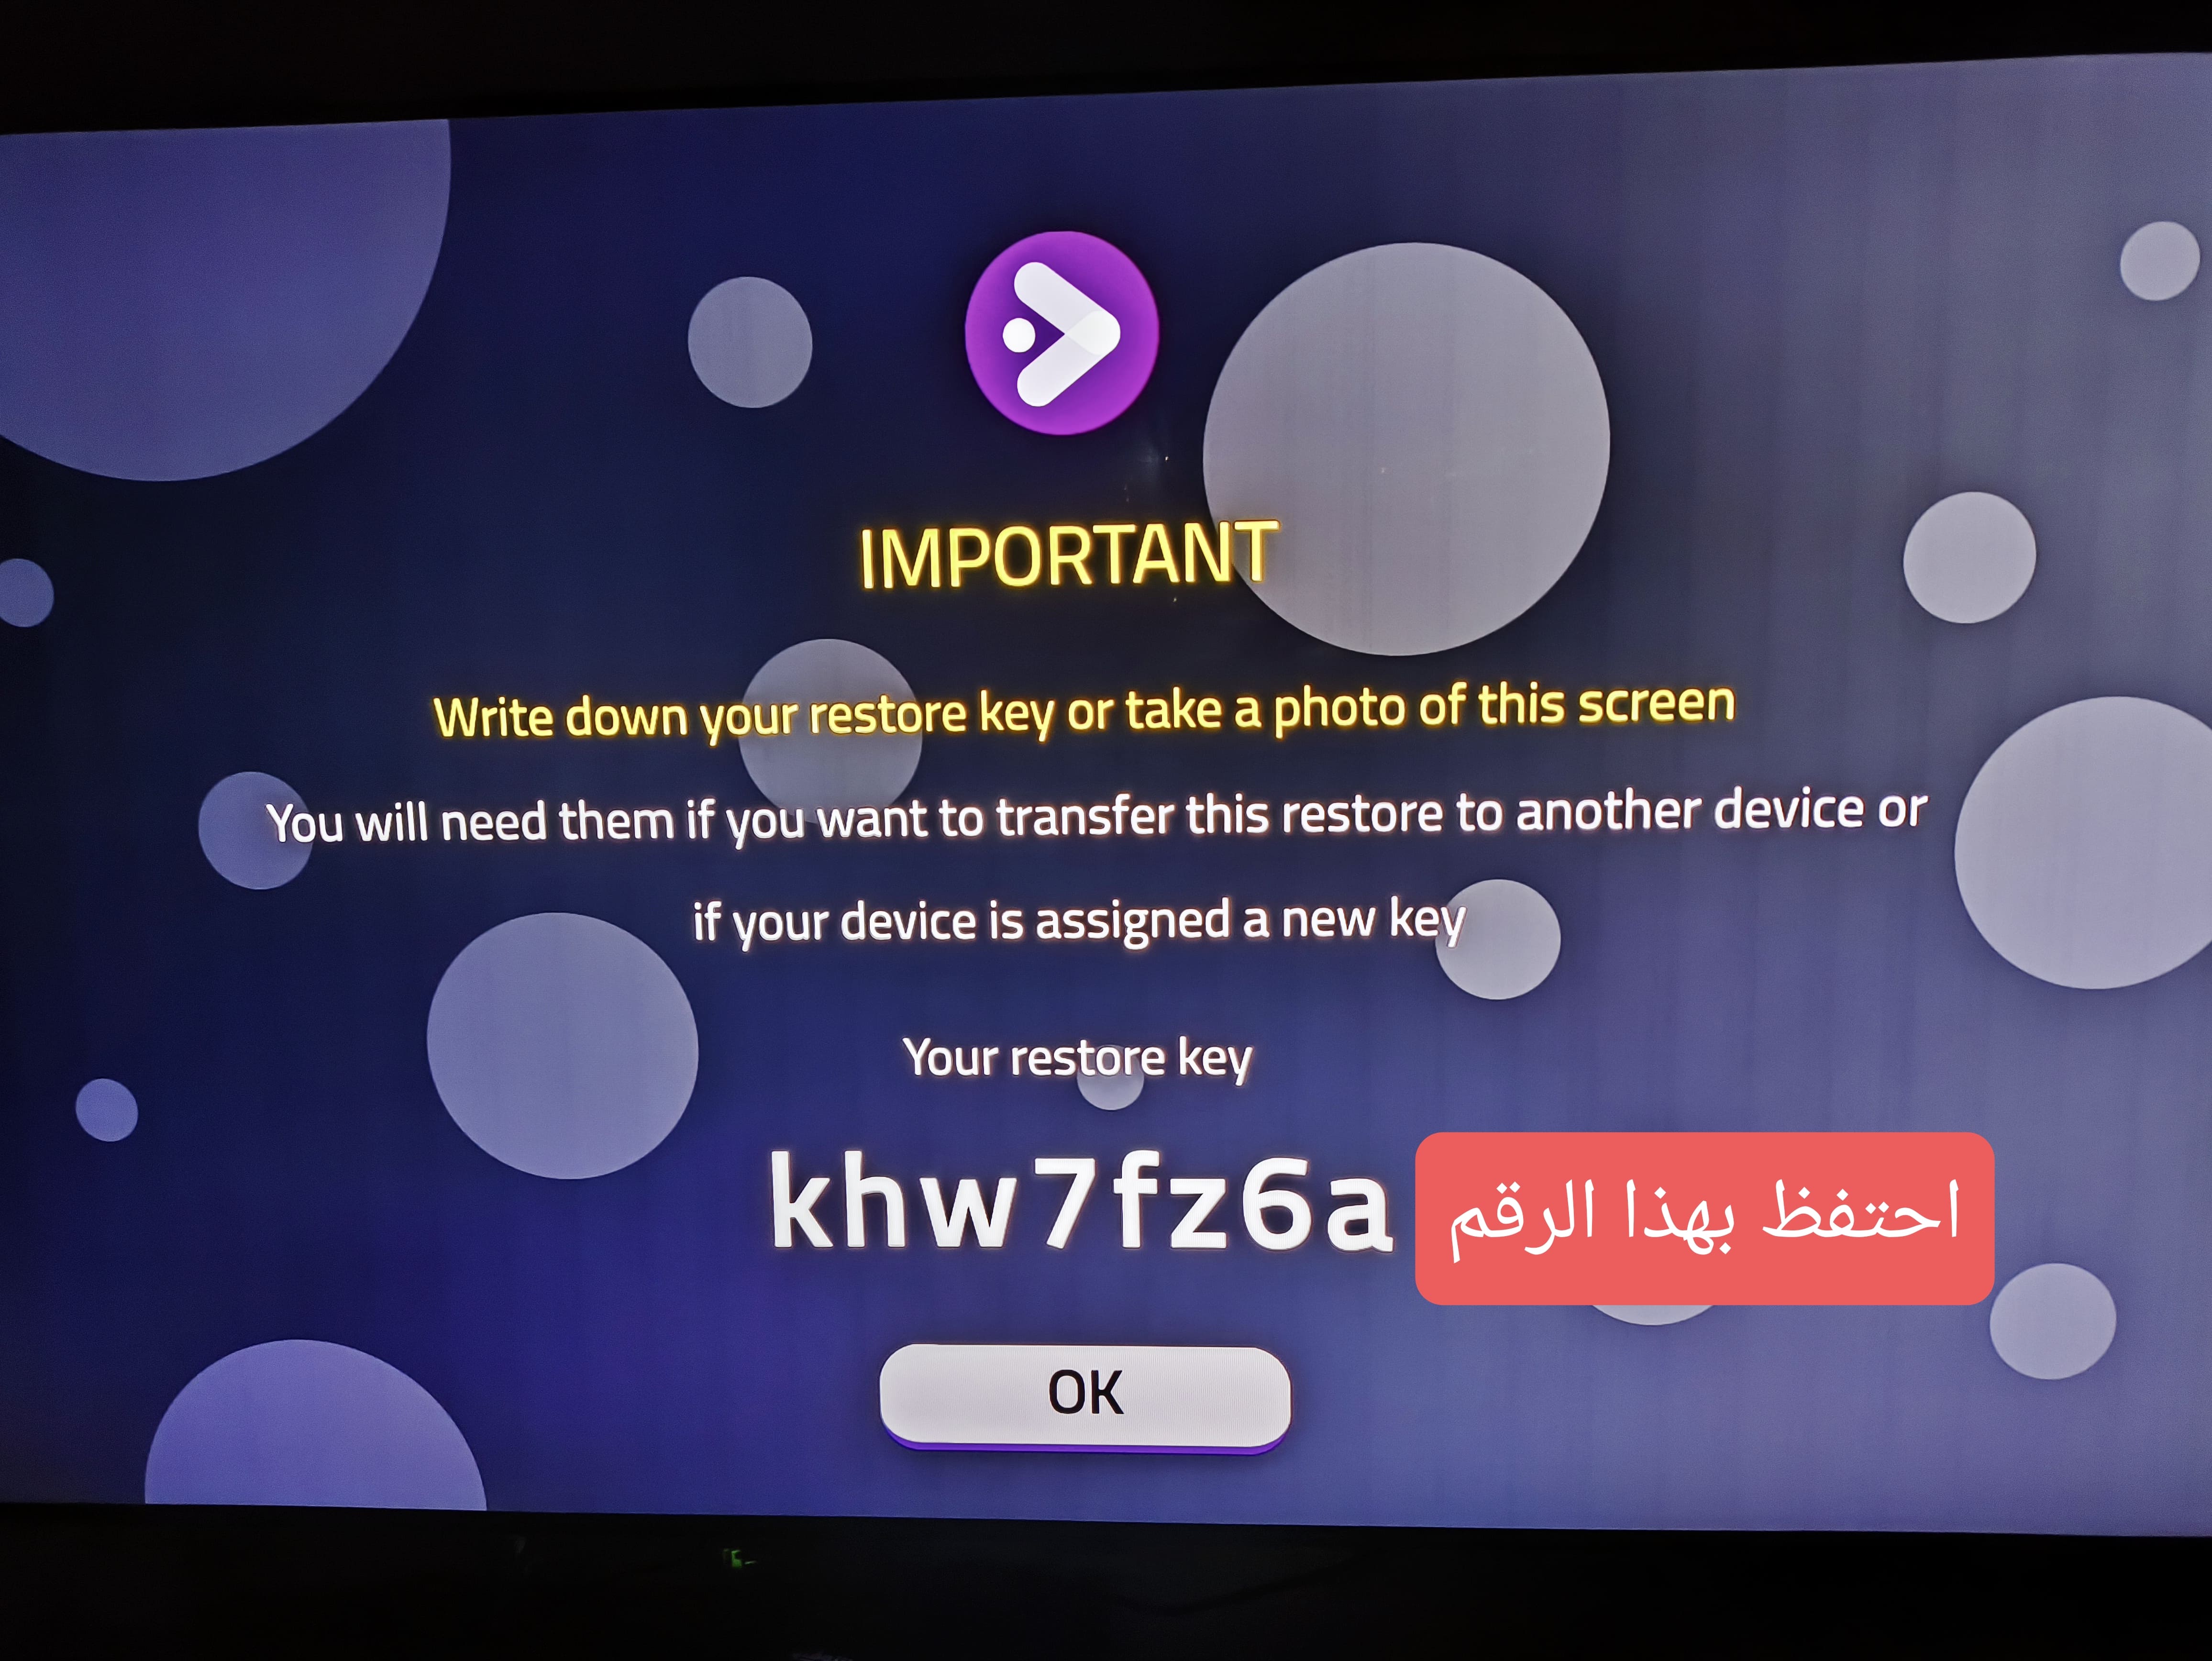 IMPORTANT
Write down your restore key or take a photo of this screen
You will need them if you want to transfer this restore to another device or
if your device is assigned a new key
Your restore key
khw7fz6a
احتفظ بهذا الرقم
OK